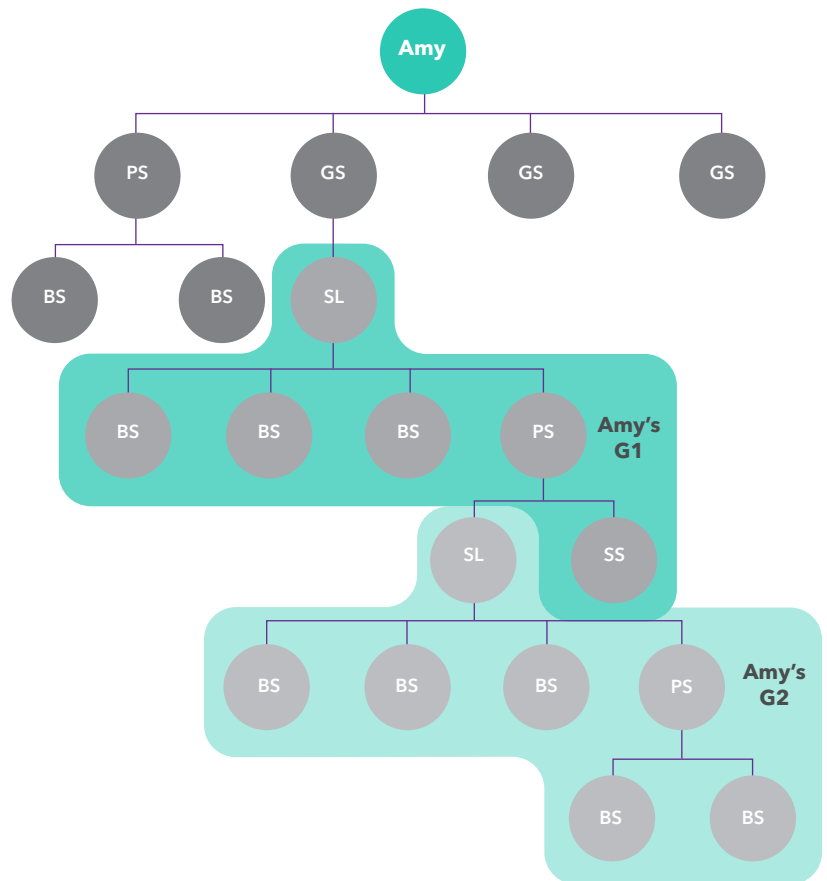 Amy
PS GS GS GS
BS BS SL
BS BS BS PS
Amy's
G1
SL SS
BS BS BS PS
Amy's
G2
BS BS